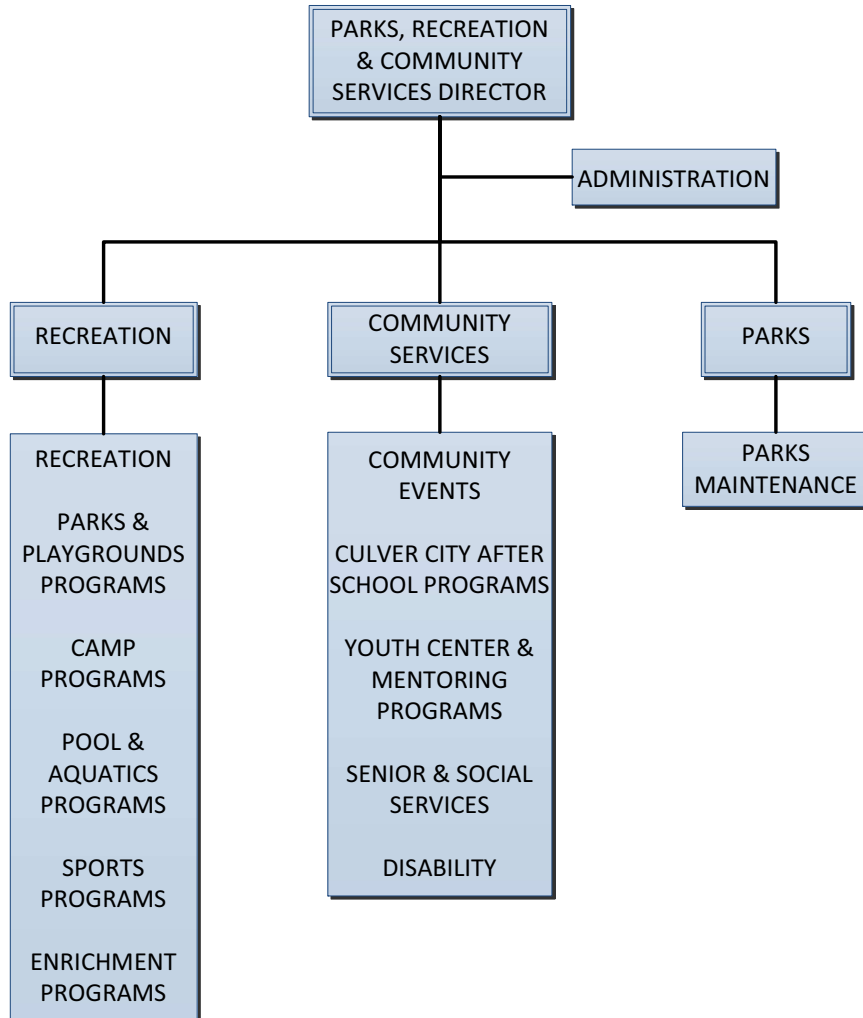 PARKS, RECREATION
& COMMUNITY
SERVICES DIRECTOR
ADMINISTRATION
RECREATION
COMMUNITY
SERVICES
PARKS
RECREATION
PARKS &
PLAYGROUNDS
PROGRAMS
CAMP
PROGRAMS
POOL &
AQUATICS
PROGRAMS
SPORTS
PROGRAMS
ENRICHMENT
PROGRAMS
COMMUNITY
EVENTS
CULVER CITY AFTER
SCHOOL PROGRAMS
YOUTH CENTER &
MENTORING
PROGRAMS
SENIOR & SOCIAL
SERVICES
DISABILITY
PARKS
MAINTENANCE